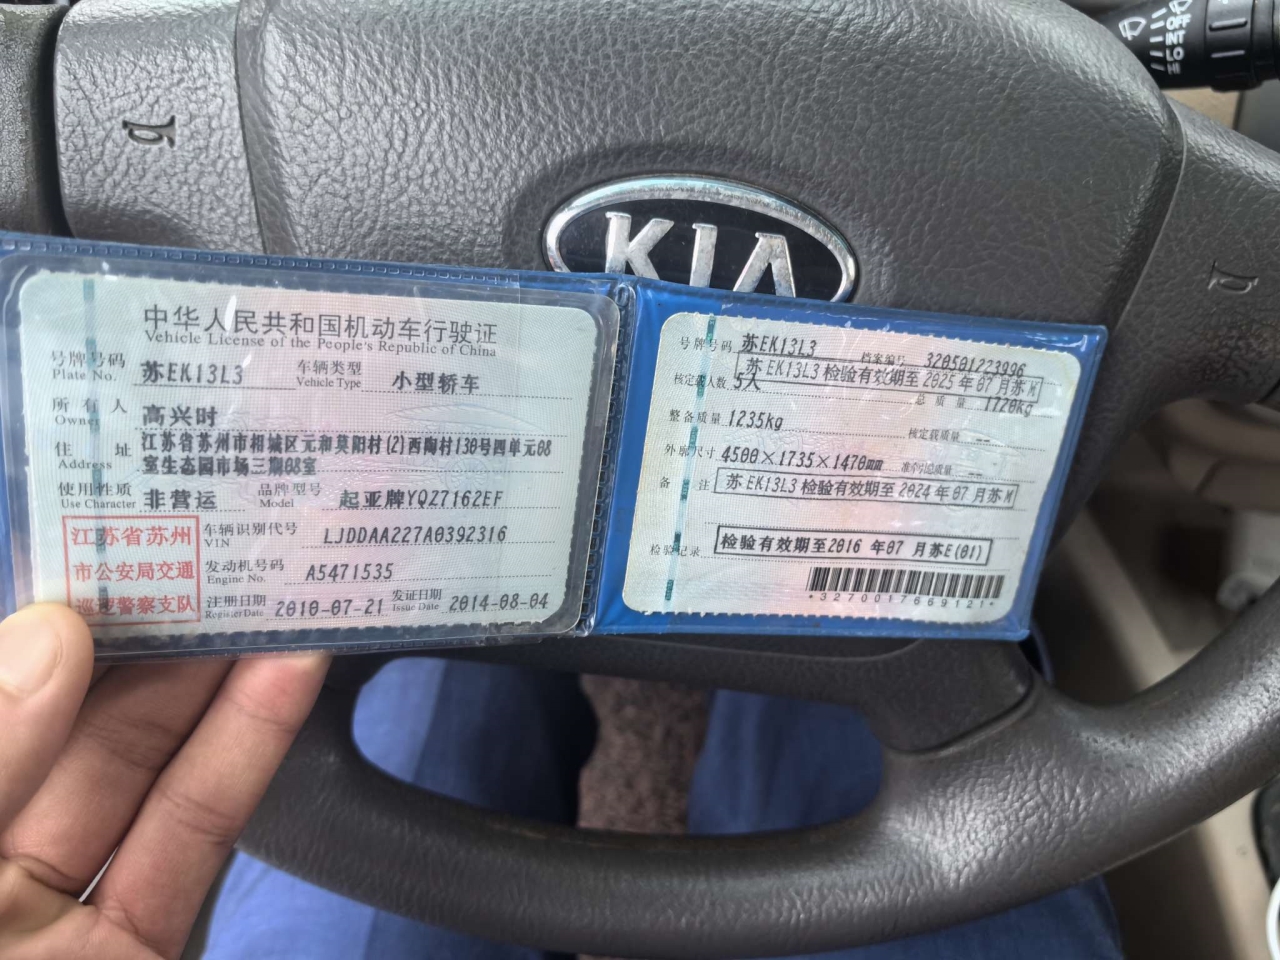 KIA
中华人民共和国机动车行驶证
Vehicle License of the People's Republic of China
号牌号码 苏EK13L3 车辆类型 小型轿车
Plate No. Vehicle Type
所有人 高兴时
Owner
住址 江苏省苏州市相城区元和莫阳村(2)西陶村130号四单元08
Address 室生态园市场三期08室
使用性质 非营运 品牌型号 起亚牌YQZ7162EF
Use Character Model
江苏省苏州
市公安局交通
巡逻警察支队
车辆识别代号 LJDDAA227A0392316
VIN
发动机号码 A5471535
Engine No.
注册日期 2010-07-21 发证日期 2014-08-04
Register Date Issue Date
号牌号码 苏EK13L3 档案编号 320501223996
苏EK13L3检验有效期至2025年07月苏M
核定载人数 5人 总质量 1720kg
整备质量 1235kg 核定载质量 --
外廓尺寸 4500×1735×1470mm 准牵引总质量 --
备注 苏EK13L3检验有效期至2024年07月苏M
检验记录 检验有效期至2016年07月苏E(01)
*3270017669121*